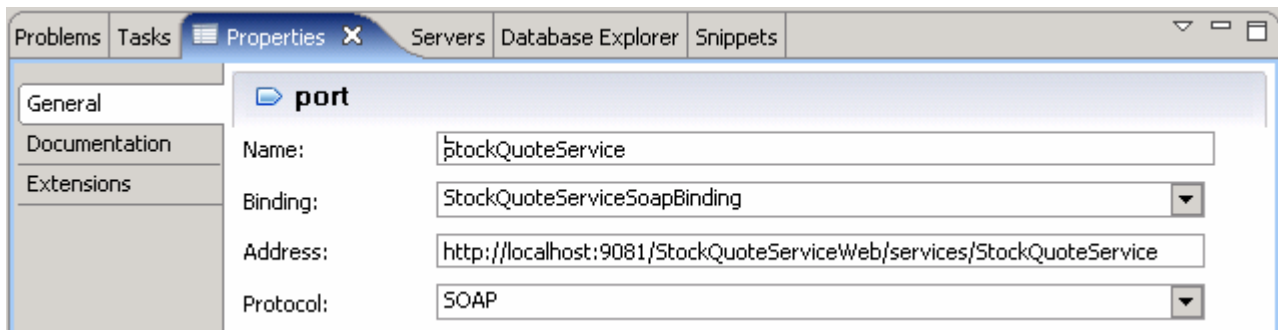 Problems Tasks Properties Servers Database Explorer Snippets
General
port
Documentation
Name: StockQuoteService
Extensions
Binding: StockQuoteServiceSoapBinding
Address: http://localhost:9081/StockQuoteServiceWeb/services/StockQuoteService
Protocol: SOAP